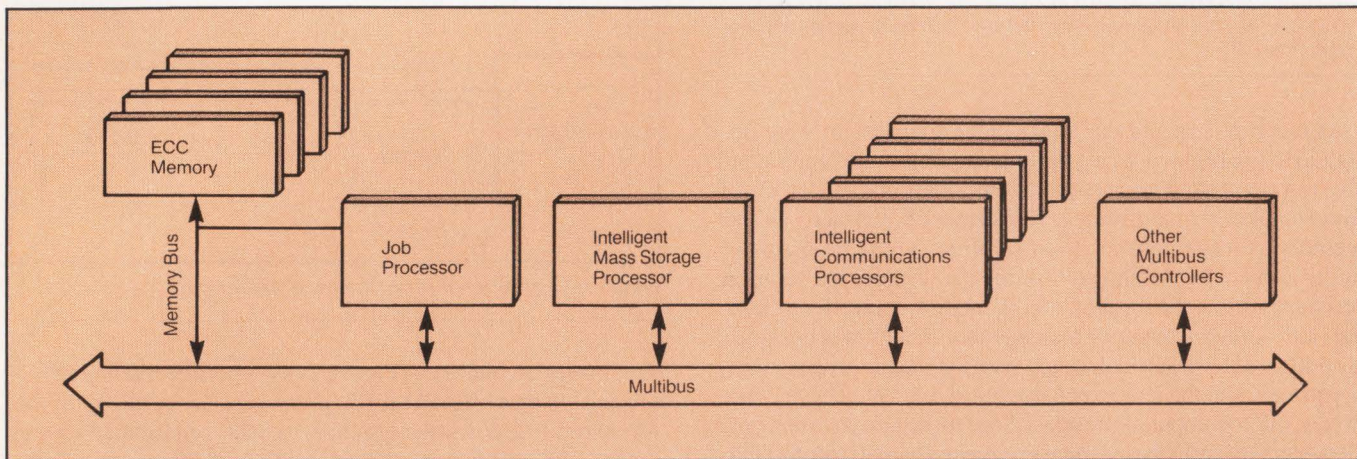 ECC
Memory
Memory Bus
Job
Processor
Intelligent
Mass Storage
Processor
Intelligent
Communications
Processors
Other
Multibus
Controllers
Multibus